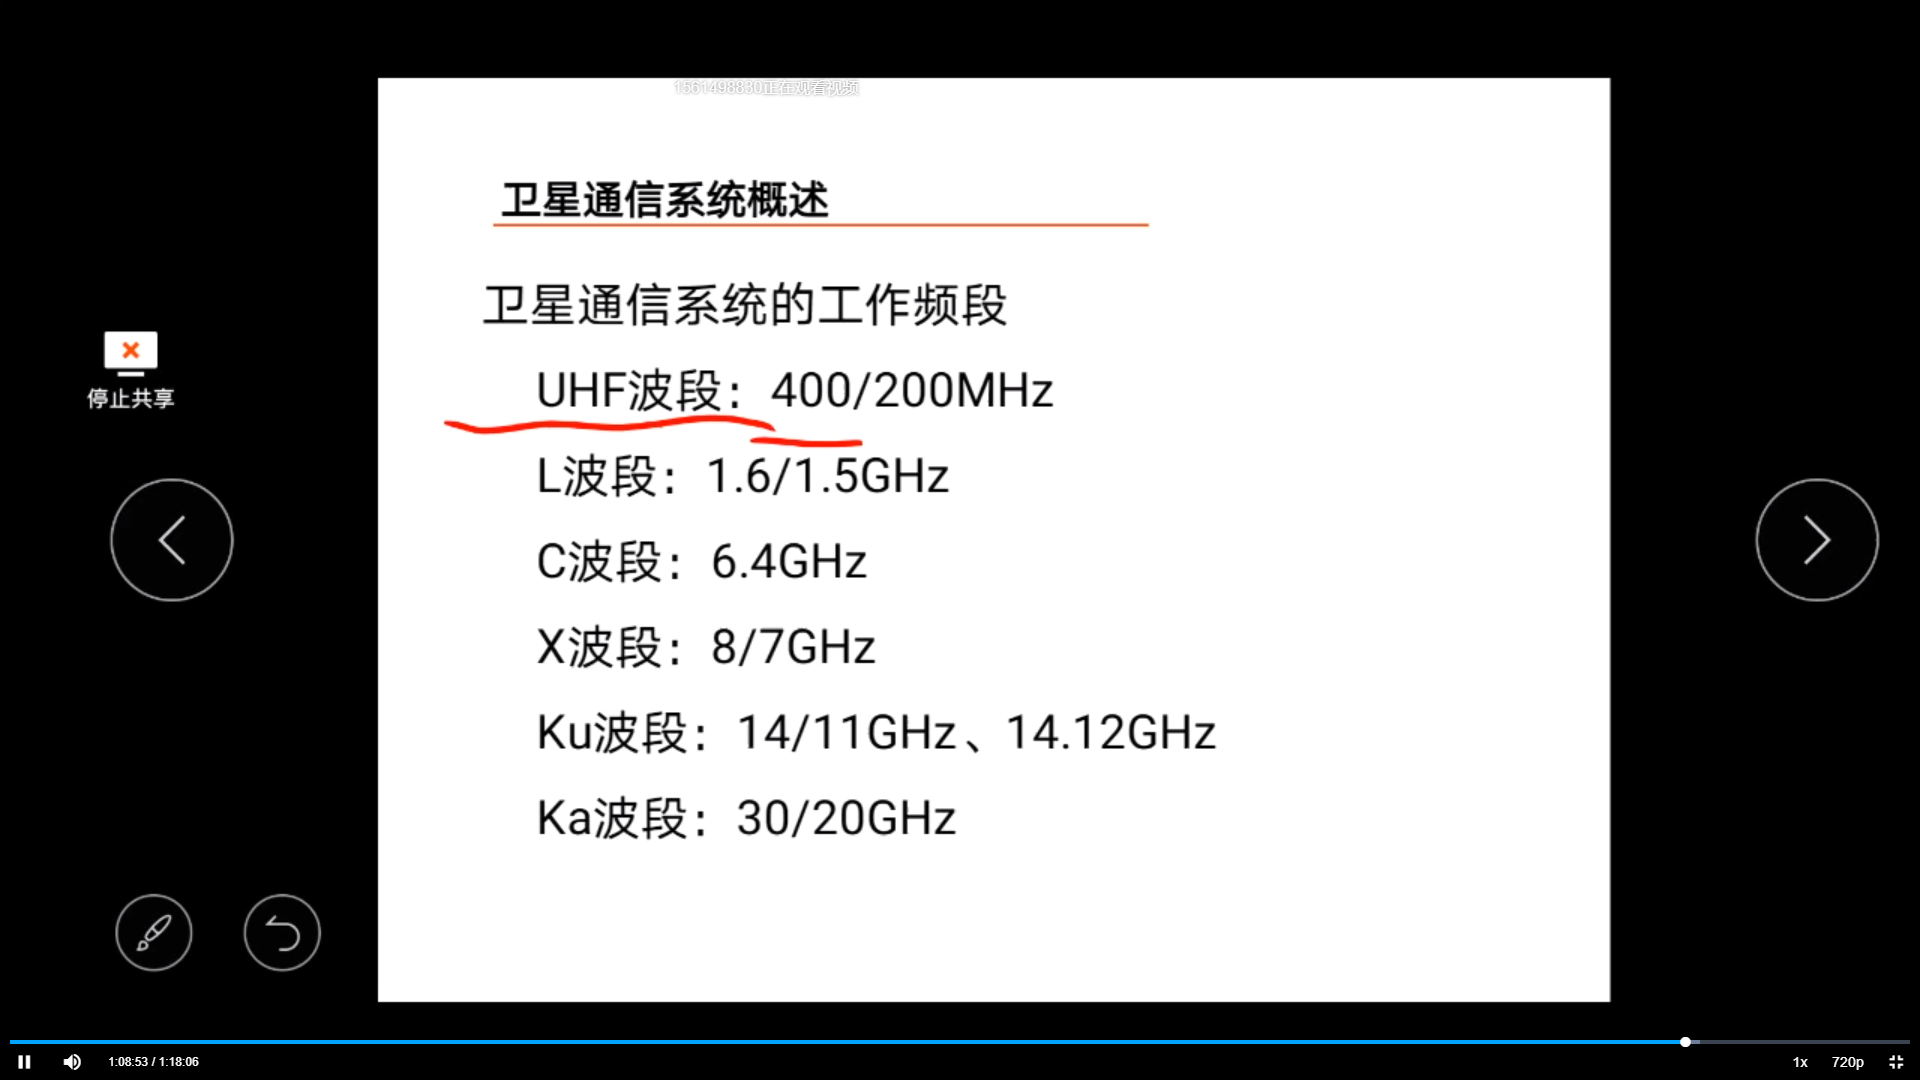 1561498830正在观看视频
卫星通信系统概述
卫星通信系统的工作频段
UHF波段：400/200MHz
L波段：1.6/1.5GHz
C波段：6.4GHz
X波段：8/7GHz
Ku波段：14/11GHz、14.12GHz
Ka波段：30/20GHz
停止共享
1:08:53 / 1:18:06
1x
720p